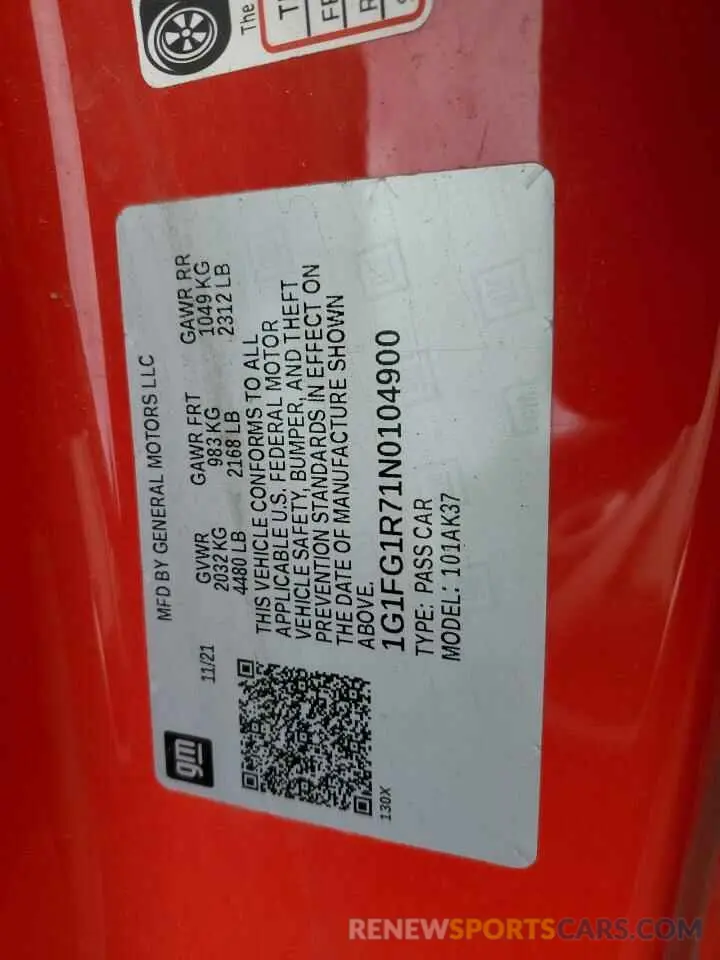 The
gm
MFD BY GENERAL MOTORS LLC
11/21
GVWR GAWR FRT GAWR RR
2032 KG 983 KG 1049 KG
4480 LB 2168 LB 2312 LB
THIS VEHICLE CONFORMS TO ALL
APPLICABLE U.S. FEDERAL MOTOR
VEHICLE SAFETY, BUMPER, AND THEFT
PREVENTION STANDARDS IN EFFECT ON
THE DATE OF MANUFACTURE SHOWN
ABOVE.
1G1FG1R71N0104900
TYPE: PASS CAR
MODEL: 101AK37
130X
RENEWSPORTSCARS.COM